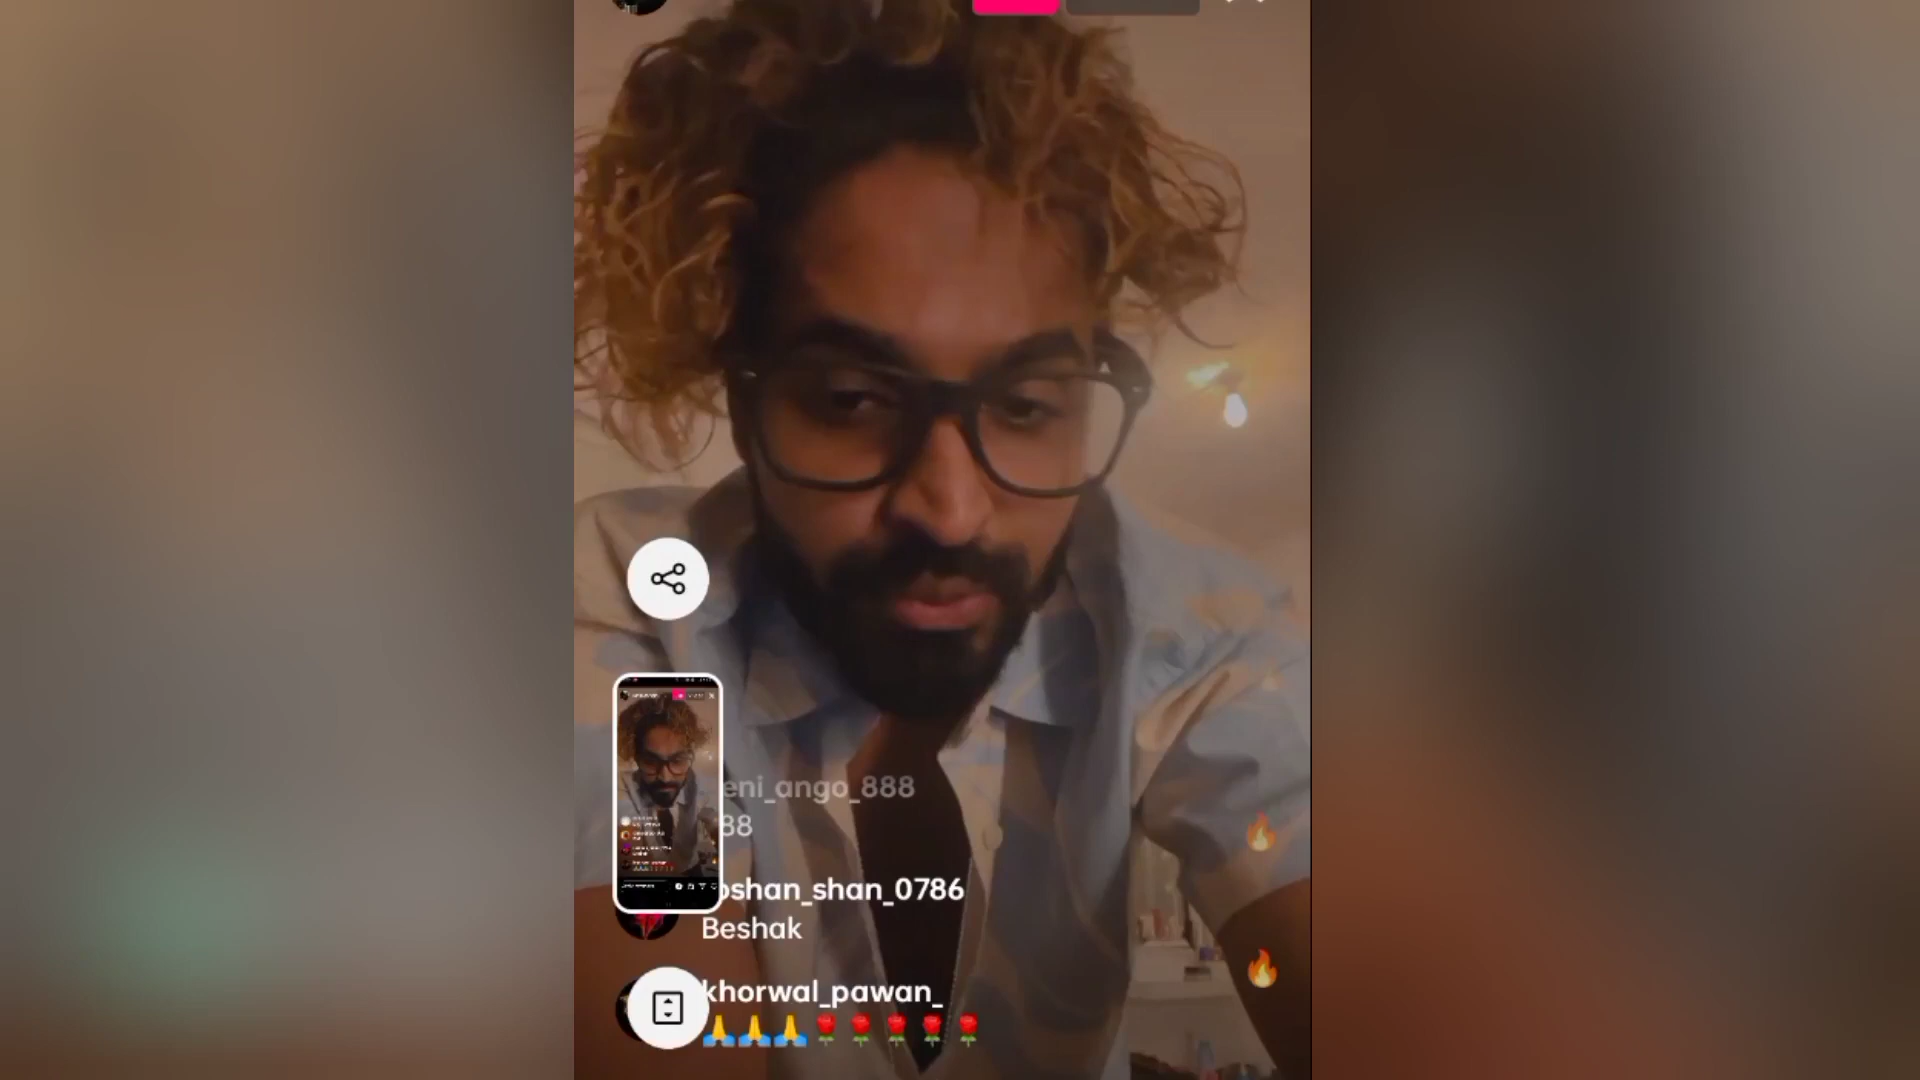 eni_ango_888
88
oshan_shan_0786
Beshak
khorwal_pawan_
🙏🙏🙏🌹🌹🌹🌹🌹